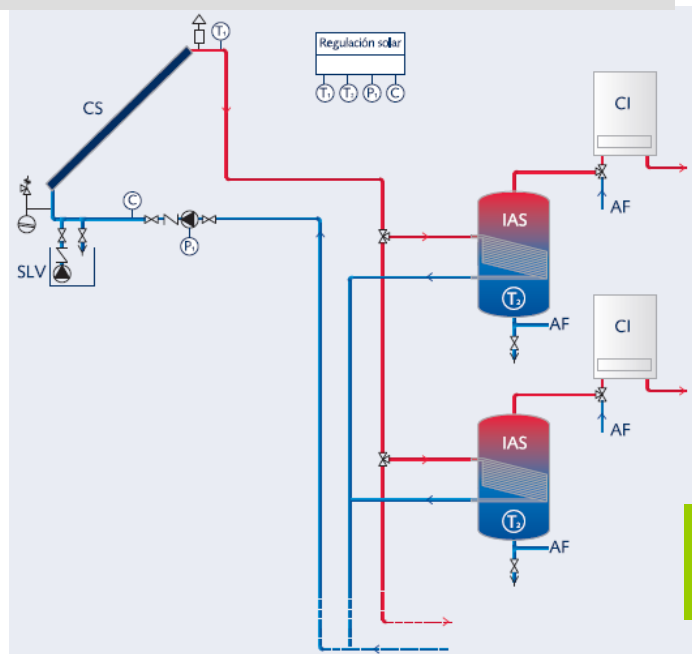 T₁
Regulación solar
T₁ T₂ P₁ C
CS
CI
AF
C
IAS
P₁
SLV
T₂
AF
CI
AF
IAS
T₂
AF